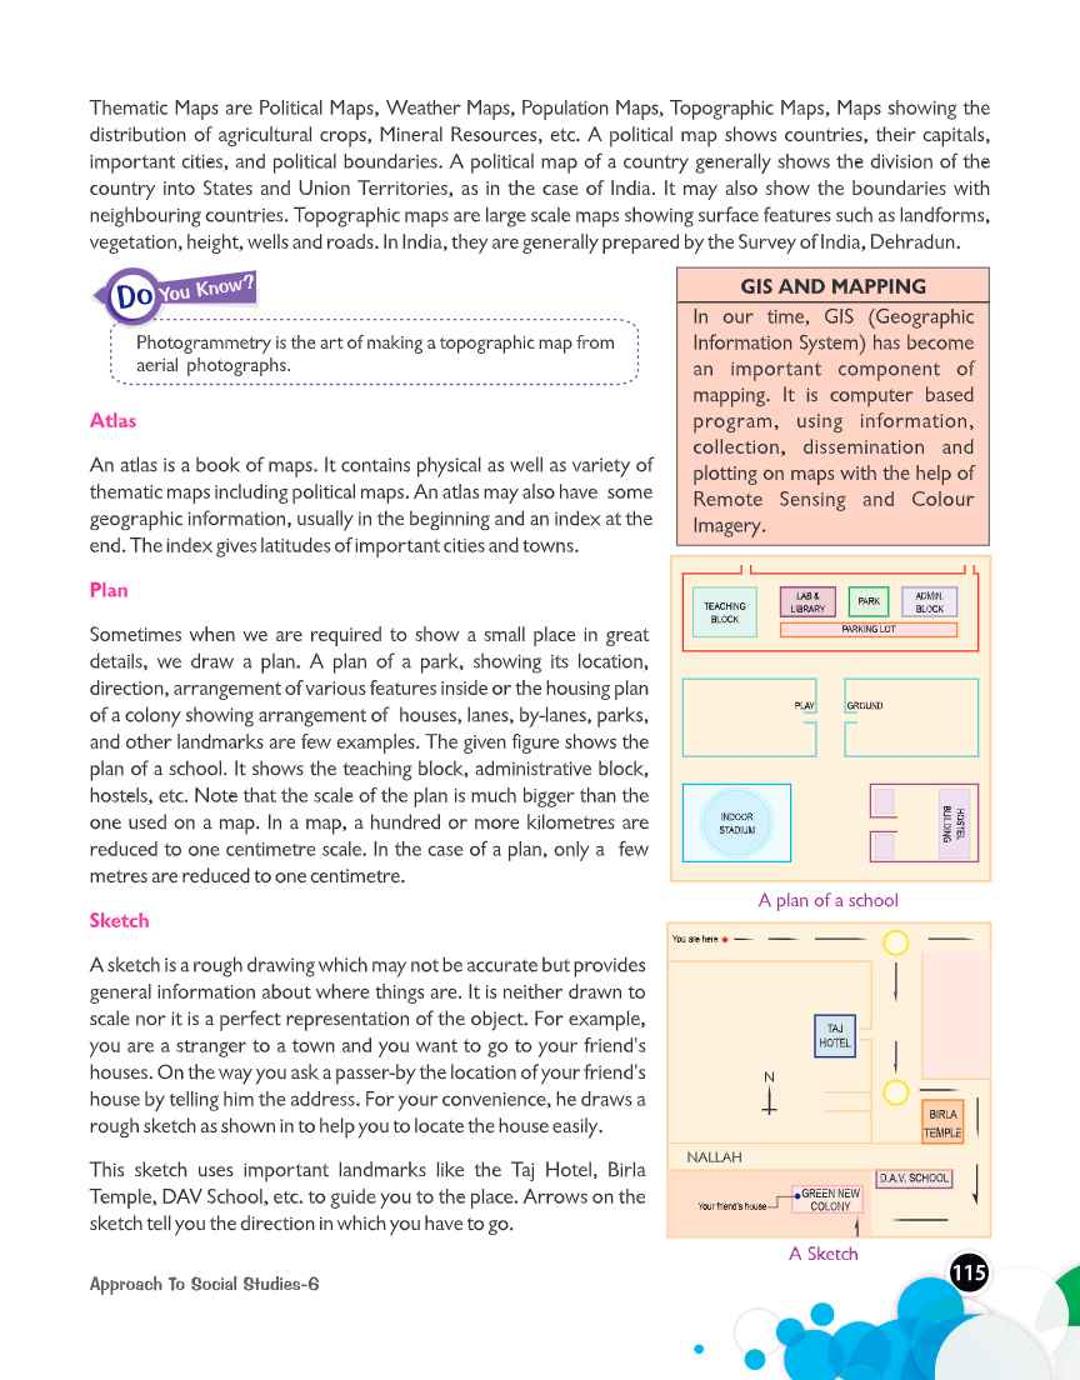 Thematic Maps are Political Maps, Weather Maps, Population Maps, Topographic Maps, Maps showing the
distribution of agricultural crops, Mineral Resources, etc. A political map shows countries, their capitals,
important cities, and political boundaries. A political map of a country generally shows the division of the
country into States and Union Territories, as in the case of India. It may also show the boundaries with
neighbouring countries. Topographic maps are large scale maps showing surface features such as landforms,
vegetation, height, wells and roads. In India, they are generally prepared by the Survey of India, Dehradun.
Do You Know?
Photogrammetry is the art of making a topographic map from
aerial photographs.
GIS AND MAPPING
In our time, GIS (Geographic
Information System) has become
an important component of
mapping. It is computer based
program, using information,
collection, dissemination and
plotting on maps with the help of
Remote Sensing and Colour
Imagery.
Atlas
An atlas is a book of maps. It contains physical as well as variety of
thematic maps including political maps. An atlas may also have some
geographic information, usually in the beginning and an index at the
end. The index gives latitudes of important cities and towns.
Plan
Sometimes when we are required to show a small place in great
details, we draw a plan. A plan of a park, showing its location,
direction, arrangement of various features inside or the housing plan
of a colony showing arrangement of houses, lanes, by-lanes, parks,
and other landmarks are few examples. The given figure shows the
plan of a school. It shows the teaching block, administrative block,
hostels, etc. Note that the scale of the plan is much bigger than the
one used on a map. In a map, a hundred or more kilometres are
reduced to one centimetre scale. In the case of a plan, only a few
metres are reduced to one centimetre.
TEACHING
BLOCK
LAB &
LIBRARY
PARK
ADMIN.
BLOCK
PARKING LOT
PLAY GROUND
INDOOR
STADIUM
HOSTEL
BUILDING
A plan of a school
Sketch
A sketch is a rough drawing which may not be accurate but provides
general information about where things are. It is neither drawn to
scale nor it is a perfect representation of the object. For example,
you are a stranger to a town and you want to go to your friend's
houses. On the way you ask a passer-by the location of your friend's
house by telling him the address. For your convenience, he draws a
rough sketch as shown in to help you to locate the house easily.
This sketch uses important landmarks like the Taj Hotel, Birla
Temple, DAV School, etc. to guide you to the place. Arrows on the
sketch tell you the direction in which you have to go.
You are here
TAJ
HOTEL
N
BIRLA
TEMPLE
NALLAH
D.A.V. SCHOOL
GREEN NEW
COLONY
Your friend's house
A Sketch
Approach To Social Studies-6
115